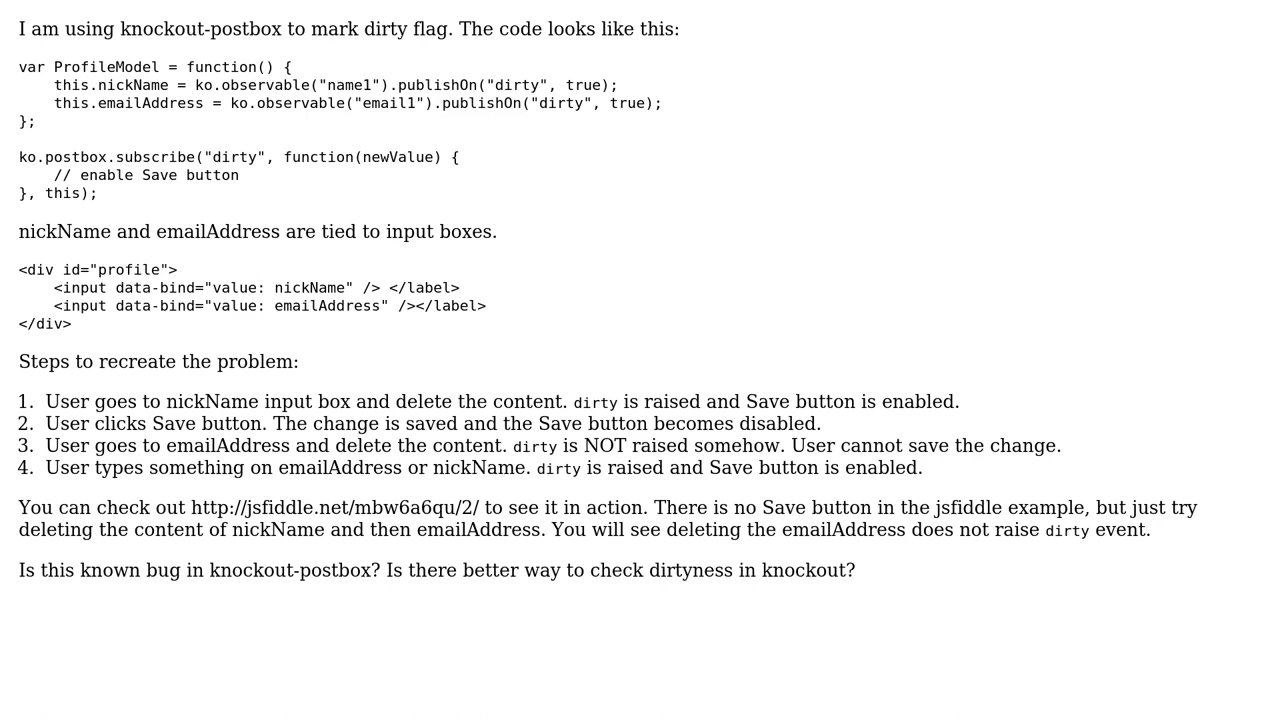 I am using knockout-postbox to mark dirty flag. The code looks like this:
var ProfileModel = function() {
    this.nickName = ko.observable("name1").publishOn("dirty", true);
    this.emailAddress = ko.observable("email1").publishOn("dirty", true);
};
ko.postbox.subscribe("dirty", function(newValue) {
    // enable Save button
}, this);
nickName and emailAddress are tied to input boxes.
<div id="profile">
    <input data-bind="value: nickName" /> </label>
    <input data-bind="value: emailAddress" /></label>
</div>
Steps to recreate the problem:
1. User goes to nickName input box and delete the content. dirty is raised and Save button is enabled.
2. User clicks Save button. The change is saved and the Save button becomes disabled.
3. User goes to emailAddress and delete the content. dirty is NOT raised somehow. User cannot save the change.
4. User types something on emailAddress or nickName. dirty is raised and Save button is enabled.
You can check out http://jsfiddle.net/mbw6a6qu/2/ to see it in action. There is no Save button in the jsfiddle example, but just try
deleting the content of nickName and then emailAddress. You will see deleting the emailAddress does not raise dirty event.
Is this known bug in knockout-postbox? Is there better way to check dirtyness in knockout?